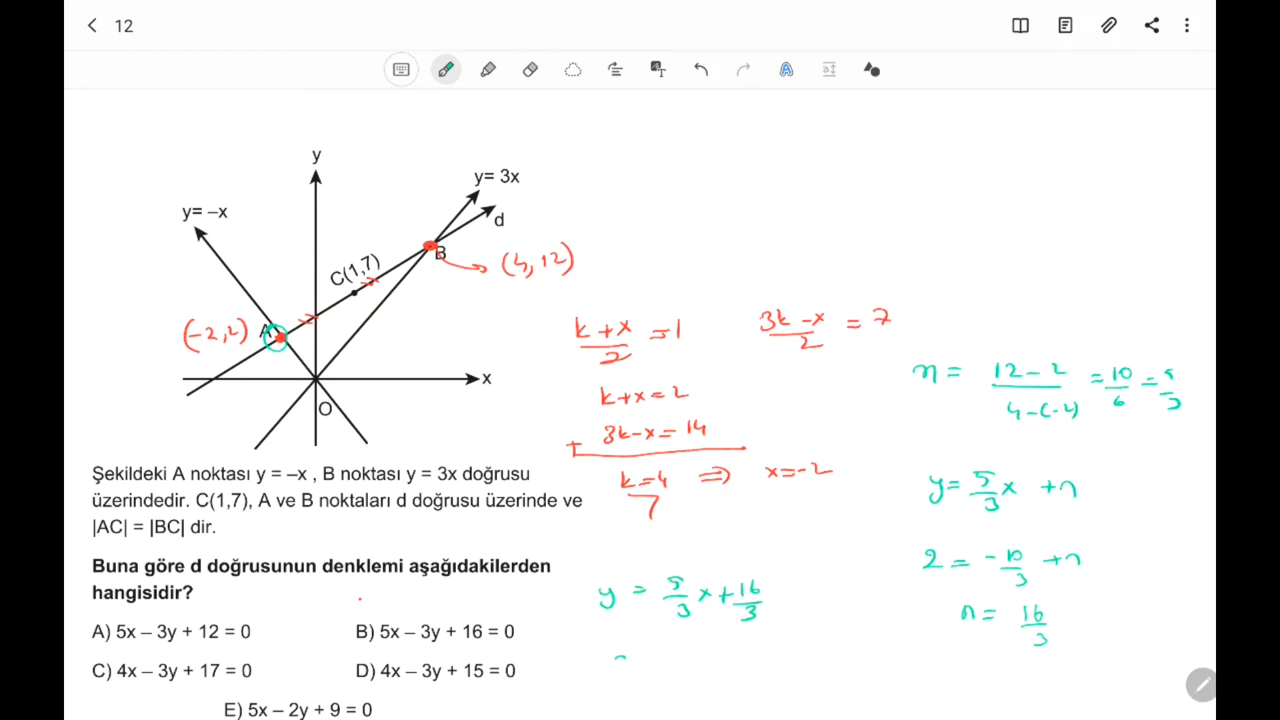 12
y
y= 3x
y= –x
d
C(1,7)
B
(4, 12)
(-2,2)
A
x
O
k+x/2 = 1
3k-x/2 = 7
k+x=2
+ 3k-x= 14
k=4 ⇒ x=-2
m = 12-2/4-(-2) = 10/6 = 5/3
y= 5/3 x +n
2 = -10/3 +n
n = 16/3
y = 5/3 x + 16/3
Şekildeki A noktası y = –x , B noktası y = 3x doğrusu
üzerindedir. C(1,7), A ve B noktaları d doğrusu üzerinde ve
|AC| = |BC| dir.
Buna göre d doğrusunun denklemi aşağıdakilerden
hangisidir?
A) 5x – 3y + 12 = 0
B) 5x – 3y + 16 = 0
C) 4x – 3y + 17 = 0
D) 4x – 3y + 15 = 0
E) 5x – 2y + 9 = 0